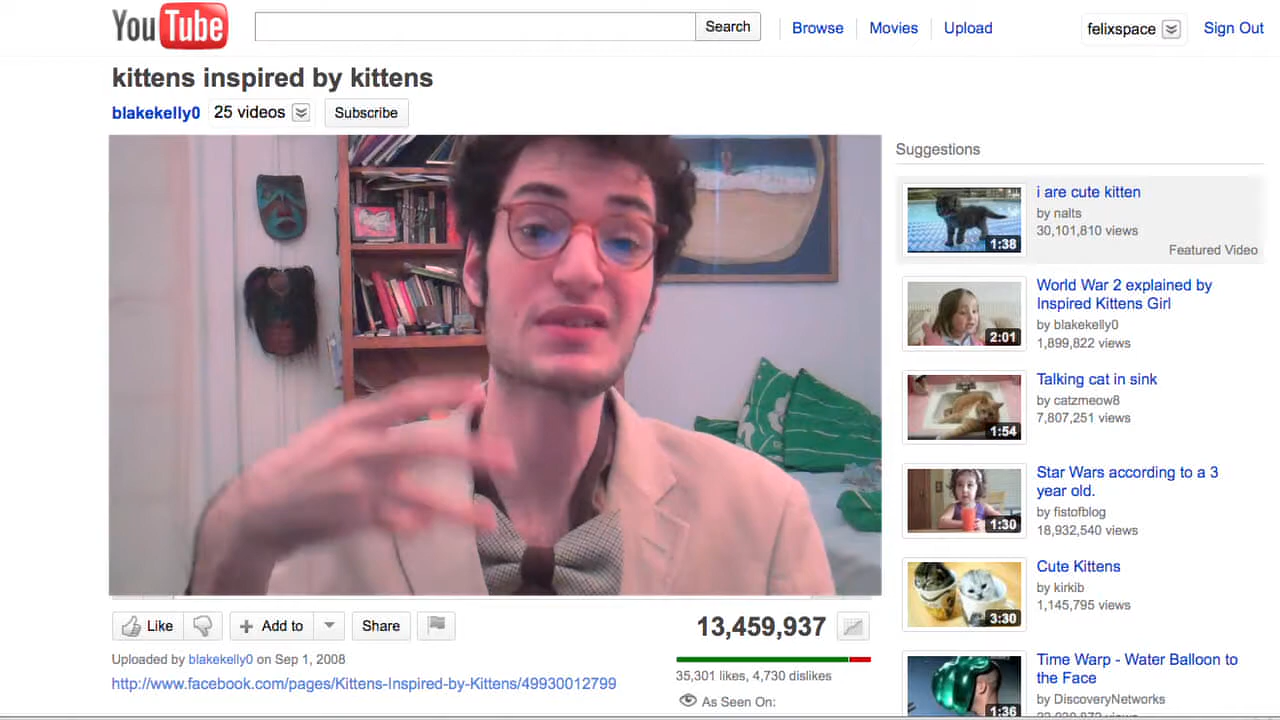 YouTube
Search
Browse
Movies
Upload
felixspace
Sign Out
kittens inspired by kittens
blakekelly0
25 videos
Subscribe
Suggestions
i are cute kitten
by nalts
30,101,810 views
Featured Video
1:38
World War 2 explained by
Inspired Kittens Girl
by blakekelly0
1,899,822 views
2:01
Talking cat in sink
by catzmeow8
7,807,251 views
1:54
Star Wars according to a 3
year old.
by fistofblog
18,932,540 views
1:30
Cute Kittens
by kirkib
1,145,795 views
3:30
Time Warp - Water Balloon to
the Face
by DiscoveryNetworks
1:36
Like
Add to
Share
13,459,937
Uploaded by blakekelly0 on Sep 1, 2008
35,301 likes, 4,730 dislikes
http://www.facebook.com/pages/Kittens-Inspired-by-Kittens/49930012799
As Seen On: